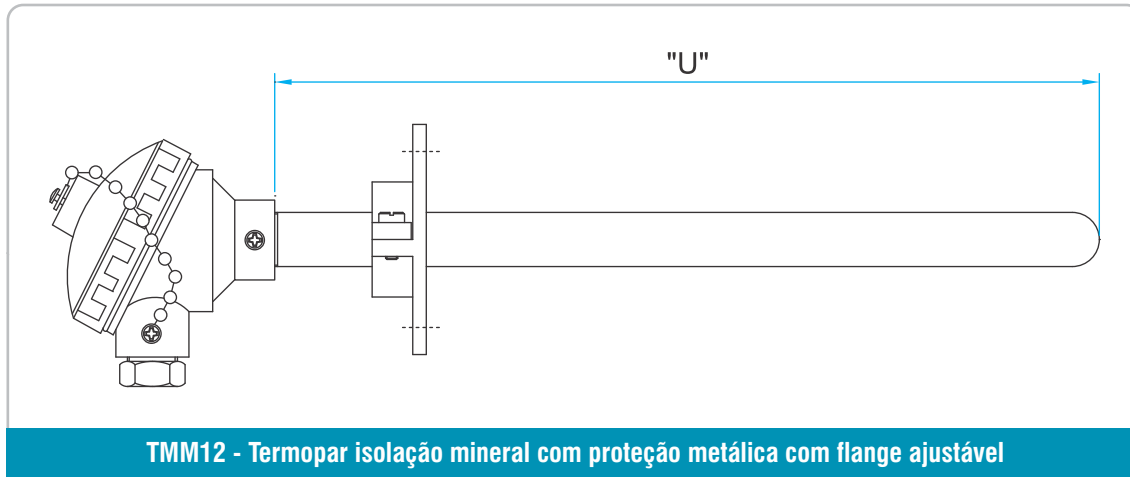 "U"
TMM12 - Termopar isolação mineral com proteção metálica com flange ajustável